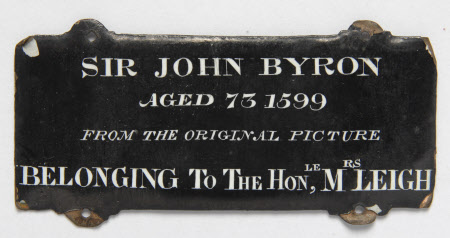 SIR JOHN BYRON
AGED 73 1599
FROM THE ORIGINAL PICTURE
BELONGING TO THE HON,LE MRS LEIGH